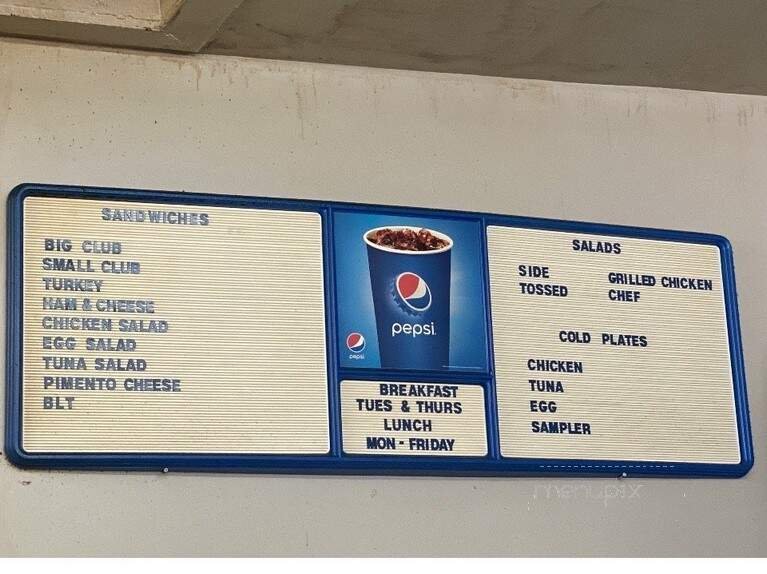 SANDWICHES
BIG CLUB
SMALL CLUB
TURKEY
HAM & CHEESE
CHICKEN SALAD
EGG SALAD
TUNA SALAD
PIMENTO CHEESE
BLT
pepsi
pepsi
BREAKFAST
TUES & THURS
LUNCH
MON - FRIDAY
SALADS
SIDE GRILLED CHICKEN
TOSSED CHEF
COLD PLATES
CHICKEN
TUNA
EGG
SAMPLER
menupix